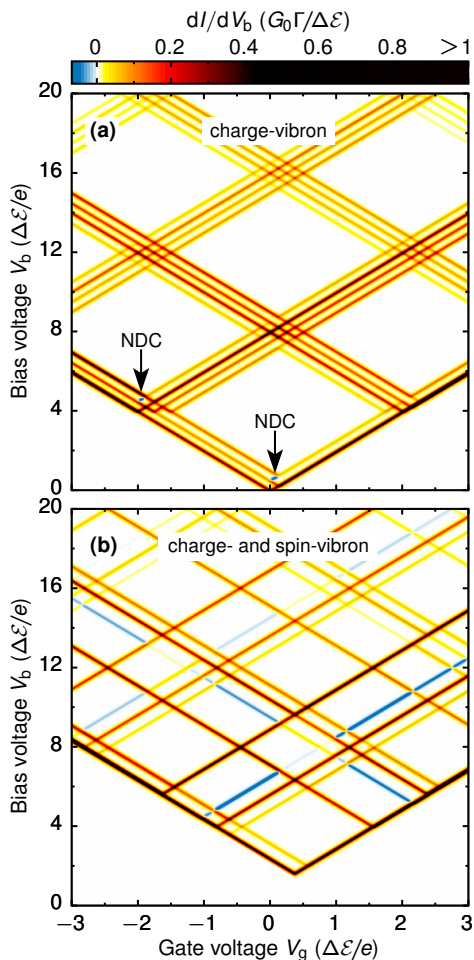 dI/dV_b (G_0Γ/Δℰ)
0 0.2 0.4 0.6 0.8 >1
20
(a) charge-vibron
16
12
8
NDC
NDC
4
0
Bias voltage V_b (Δℰ/e)
20
(b) charge- and spin-vibron
16
12
8
4
0
Bias voltage V_b (Δℰ/e)
−3 −2 −1 0 1 2 3
Gate voltage V_g (Δℰ/e)